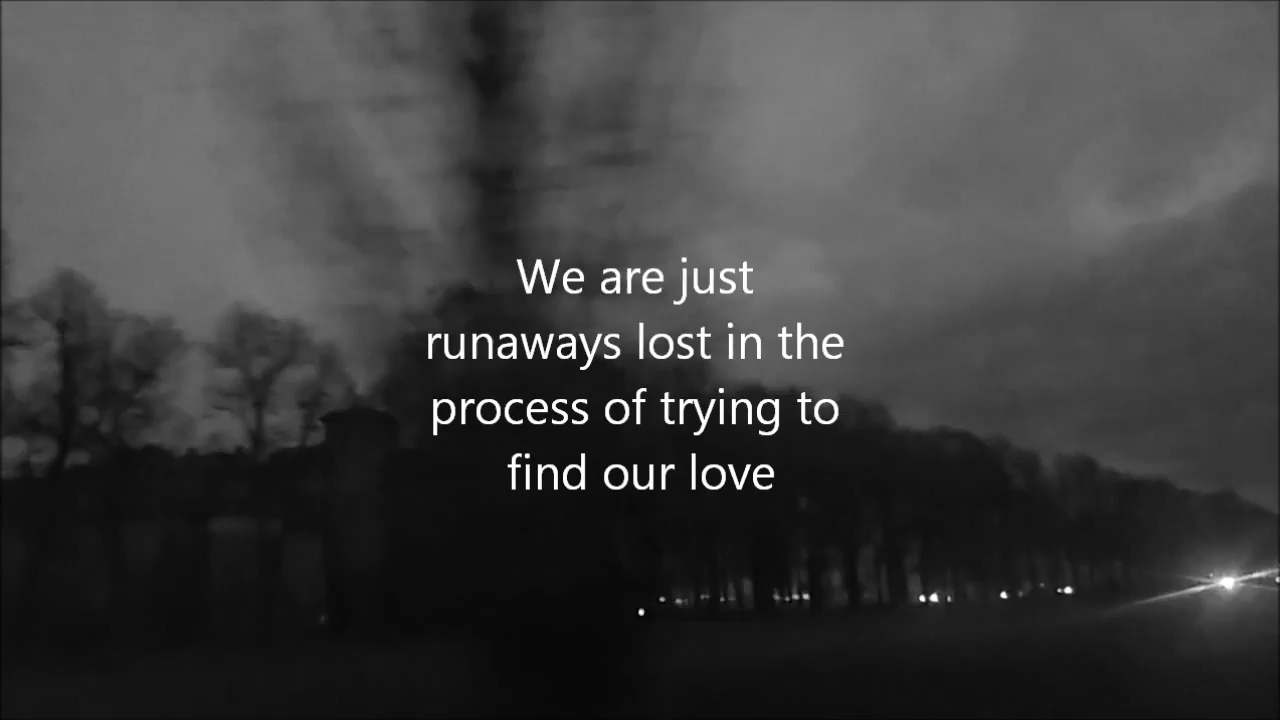 We are just
runaways lost in the
process of trying to
find our love